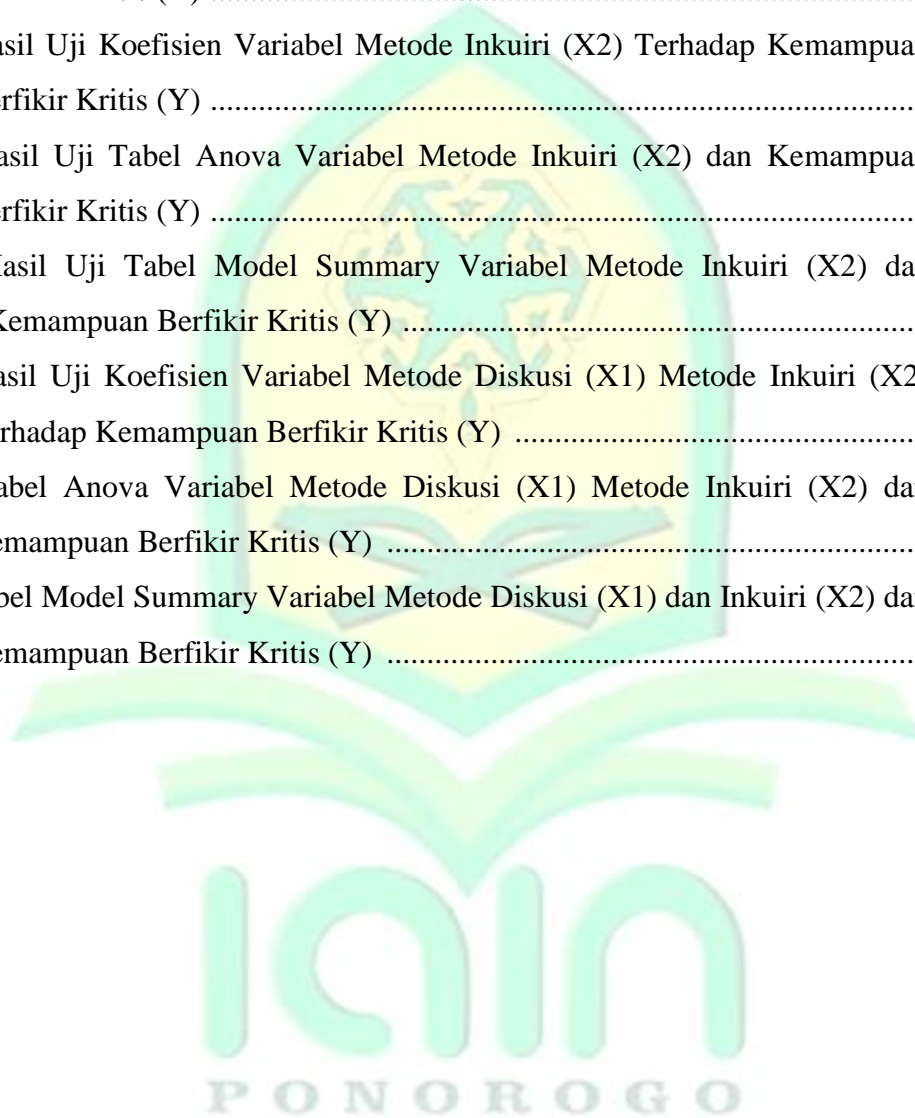 asil Uji Koefisien Variabel Metode Inkuiri (X2) Terhadap Kemampua
erfikir Kritis (Y) ........................................................................................................
asil Uji Tabel Anova Variabel Metode Inkuiri (X2) dan Kemampua
erfikir Kritis (Y) ........................................................................................................
Hasil Uji Tabel Model Summary Variabel Metode Inkuiri (X2) da
Kemampuan Berfikir Kritis (Y) .............................................................................
asil Uji Koefisien Variabel Metode Diskusi (X1) Metode Inkuiri (X2
rhadap Kemampuan Berfikir Kritis (Y) ............................................................
abel Anova Variabel Metode Diskusi (X1) Metode Inkuiri (X2) da
emampuan Berfikir Kritis (Y) ...............................................................................
bel Model Summary Variabel Metode Diskusi (X1) dan Inkuiri (X2) da
emampuan Berfikir Kritis (Y) ...............................................................................
IAIN
PONOROGO